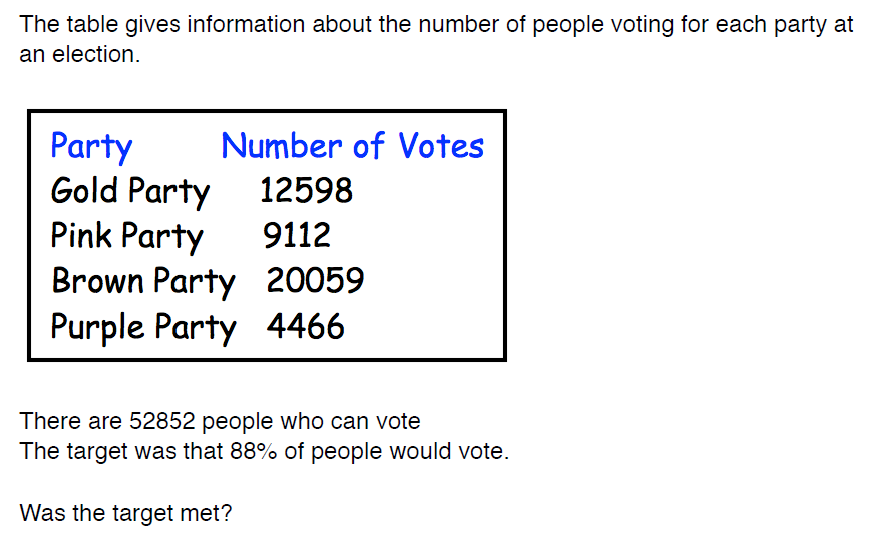 The table gives information about the number of people voting for each party at
an election.
Party Number of Votes
Gold Party 12598
Pink Party 9112
Brown Party 20059
Purple Party 4466
There are 52852 people who can vote
The target was that 88% of people would vote.
Was the target met?